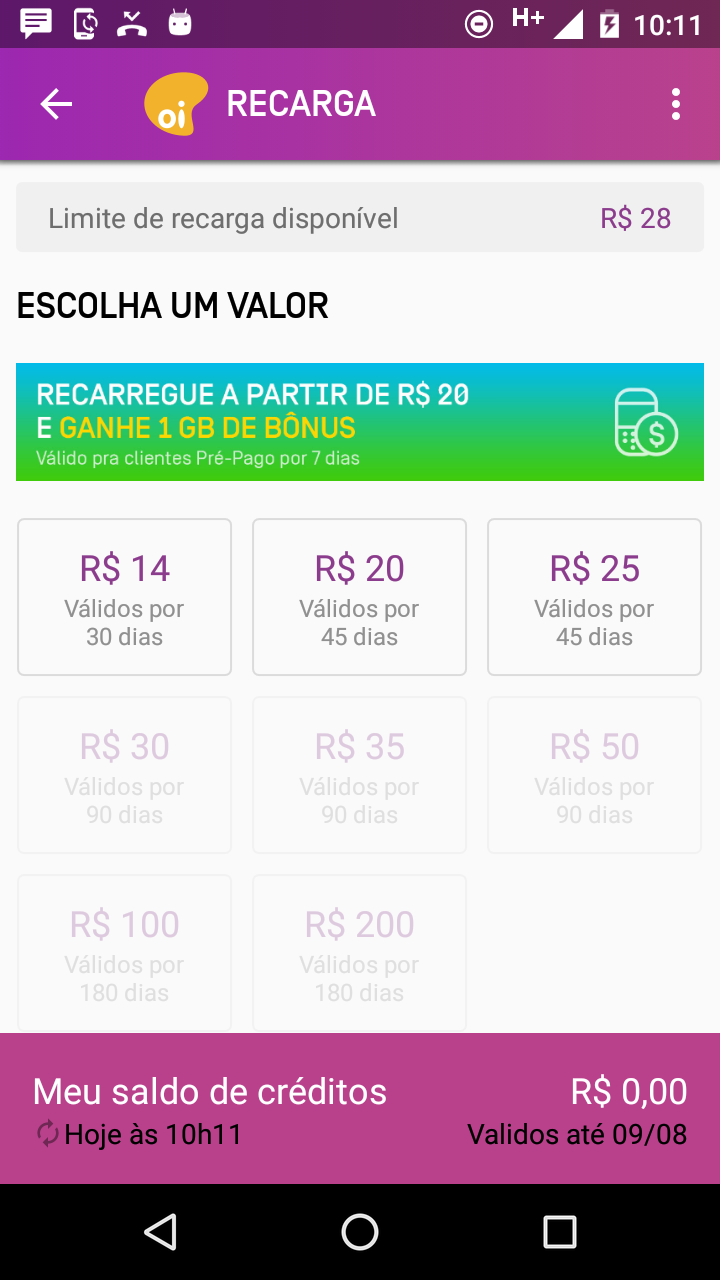 H+ 10:11
oi RECARGA
Limite de recarga disponível R$ 28
ESCOLHA UM VALOR
RECARREGUE A PARTIR DE R$ 20
E GANHE 1 GB DE BÔNUS
Válido pra clientes Pré-Pago por 7 dias
$
R$ 14
Válidos por
30 dias
R$ 20
Válidos por
45 dias
R$ 25
Válidos por
45 dias
R$ 30
Válidos por
90 dias
R$ 35
Válidos por
90 dias
R$ 50
Válidos por
90 dias
R$ 100
Válidos por
180 dias
R$ 200
Válidos por
180 dias
Meu saldo de créditos R$ 0,00
Hoje às 10h11 Validos até 09/08